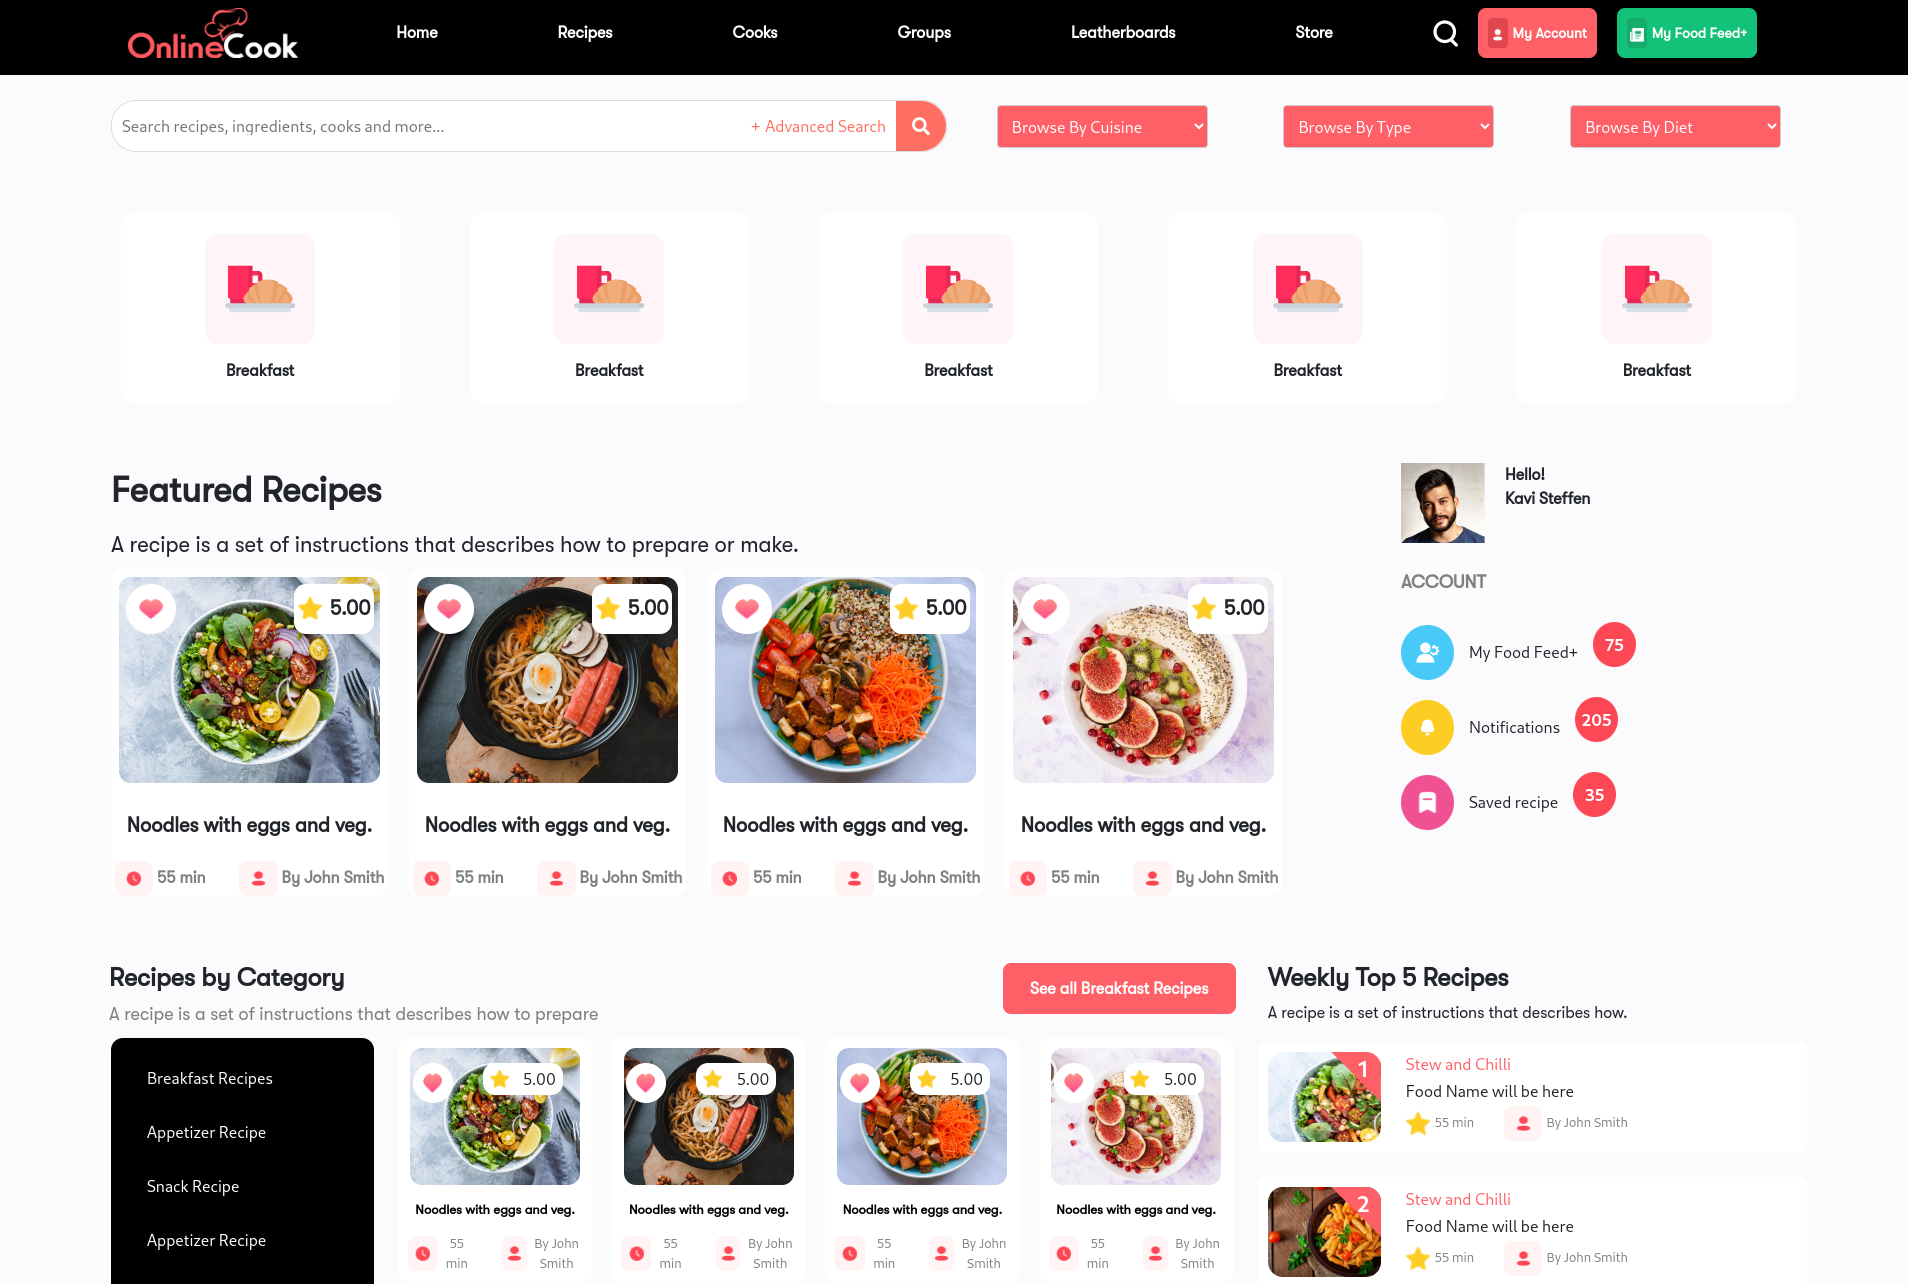 OnlineCook
Home
Recipes
Cooks
Groups
Leatherboards
Store
My Account
My Food Feed+
Search recipes, ingredients, cooks and more...
+ Advanced Search
Browse By Cuisine
Browse By Type
Browse By Diet
Breakfast
Breakfast
Breakfast
Breakfast
Breakfast
Featured Recipes
A recipe is a set of instructions that describes how to prepare or make.
5.00
5.00
5.00
5.00
Noodles with eggs and veg.
Noodles with eggs and veg.
Noodles with eggs and veg.
Noodles with eggs and veg.
55 min
By John Smith
55 min
By John Smith
55 min
By John Smith
55 min
By John Smith
Hello!
Kavi Steffen
ACCOUNT
My Food Feed+
75
Notifications
205
Saved recipe
35
Recipes by Category
A recipe is a set of instructions that describes how to prepare
See all Breakfast Recipes
Breakfast Recipes
Appetizer Recipe
Snack Recipe
Appetizer Recipe
5.00
5.00
5.00
5.00
Noodles with eggs and veg.
Noodles with eggs and veg.
Noodles with eggs and veg.
Noodles with eggs and veg.
55
min
By John
Smith
55
min
By John
Smith
55
min
By John
Smith
55
min
By John
Smith
Weekly Top 5 Recipes
A recipe is a set of instructions that describes how.
1
Stew and Chilli
Food Name will be here
55 min
By John Smith
2
Stew and Chilli
Food Name will be here
55 min
By John Smith